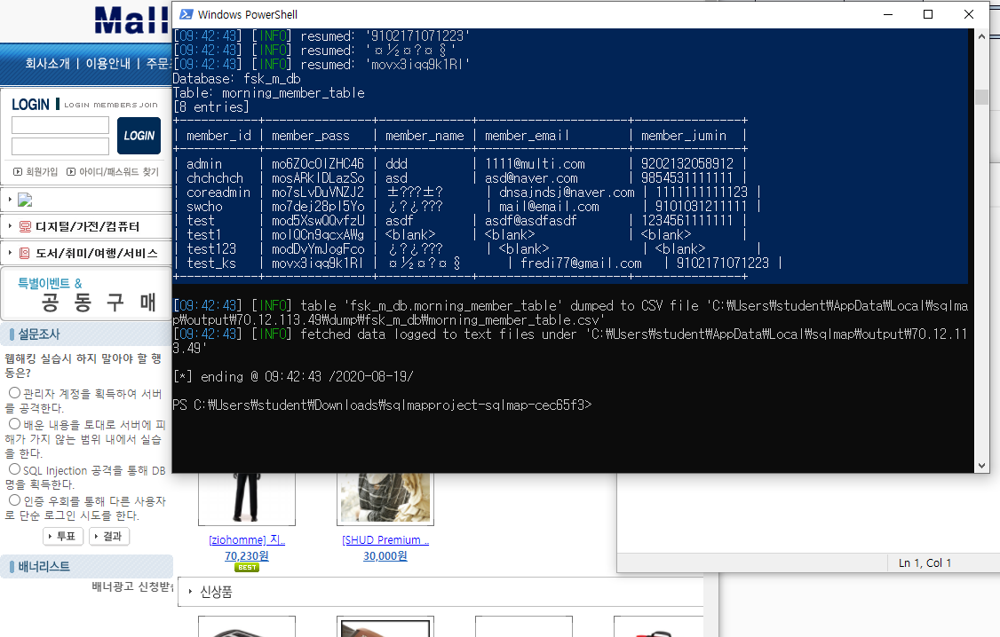 Mall
Windows PowerShell
회사소개 | 이용안내 | 주문조
LOGIN LOGIN MEMBERS JOIN
LOGIN
회원가입 아이디/패스워드 찾기
디지털/가전/컴퓨터
도서/취미/여행/서비스
특별이벤트 &
공 동 구 매
설문조사
웹해킹 실습시 하지 말아야 할 행
동은?
관리자 계정을 획득하여 서버
를 공격한다.
배운 내용을 토대로 서버에 피
해가 가지 않는 범위 내에서 실습
을 한다.
SQL Injection 공격을 통해 DB
명을 획득한다.
인증 우회를 통해 다른 사용자
로 단순 로그인 시도를 한다.
투표 결과
배너리스트
배너광고 신청받습
[09:42:43] [INFO] resumed: '9102171071223'
[09:42:43] [INFO] resumed: '¤½¤?¤§'
[09:42:43] [INFO] resumed: 'movx3iqq9k1RI'
Database: fsk_m_db
Table: morning_member_table
[8 entries]
+-----------+---------------+-------------+---------------------+---------------+
| member_id | member_pass | member_name | member_email | member_jumin |
+-----------+---------------+-------------+---------------------+---------------+
| admin | mo6ZOcOIZHC46 | ddd | 1111@multi.com | 9202132058912 |
| chchchch | mosARkIDLazSo | asd | asd@naver.com | 9854531111111 |
| coreadmin | mo7sLvDuVNZJ2 | ±???±? | dnsajndsj@naver.com | 1111111111123 |
| swcho | mo7dej28pI5Yo | ¿?¿??? | mail@email.com | 9101031211111 |
| test | mod5XswQQvfzU | asdf | asdf@asdfasdf | 1234561111111 |
| test1 | moIQCn9qcxAWg | <blank> | <blank> | <blank> |
| test123 | modDvYmJogFco | ¿?¿??? | <blank> | <blank> |
| test_ks | movx3iqq9k1RI | ¤½¤?¤§ | fredi77@gmail.com | 9102171071223 |
+-----------+---------------+-------------+---------------------+---------------+
[09:42:43] [INFO] table 'fsk_m_db.morning_member_table' dumped to CSV file 'C:₩Users₩student₩AppData₩Local₩sqlma
p₩output₩70.12.113.49₩dump₩fsk_m_db₩morning_member_table.csv'
[09:42:43] [INFO] fetched data logged to text files under 'C:₩Users₩student₩AppData₩Local₩sqlmap₩output₩70.12.11
3.49'
[*] ending @ 09:42:43 /2020-08-19/
PS C:₩Users₩student₩Downloads₩sqlmapproject-sqlmap-cec65f3>
[ziohomme] 지.. [SHUD Premium ..
70,230원 30,000원
BEST
신상품
Ln 1, Col 1